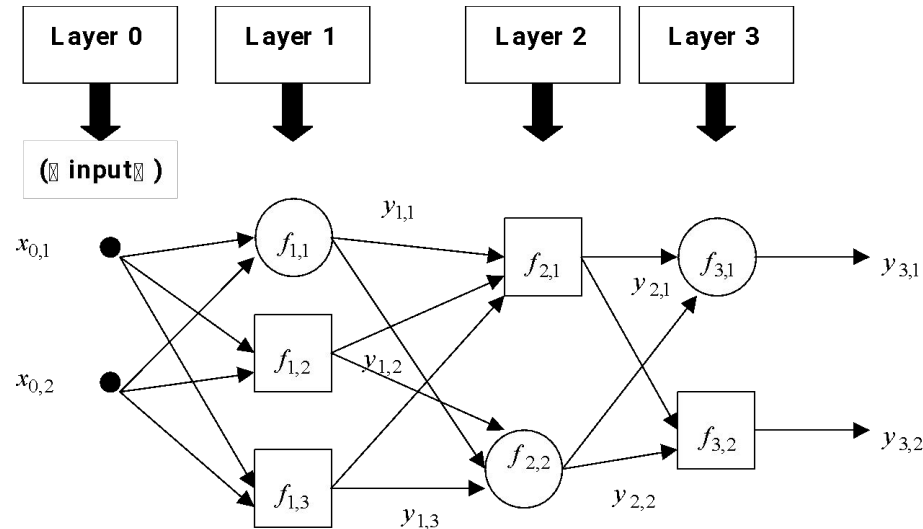 Layer 0 Layer 1 Layer 2 Layer 3
(▯ input▯ )
y1,1
x0,1 f1,1 f2,1 f3,1 y3,1
y2,1
x0,2 f1,2 y1,2
f2,2 f3,2 y3,2
f1,3 y1,3 y2,2